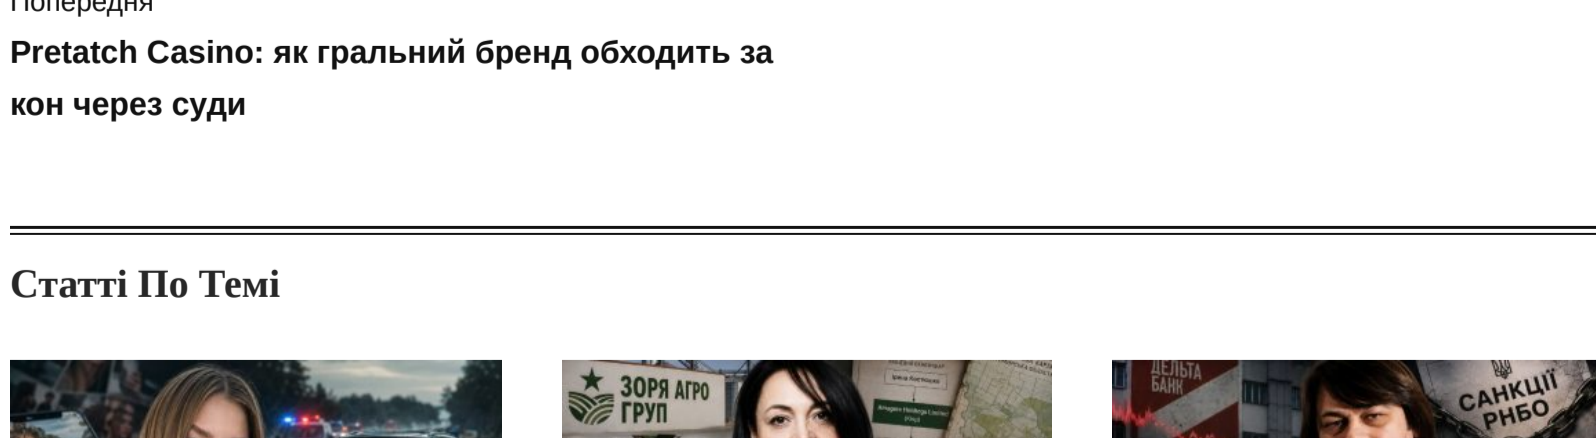 Попередня
Pretatch Casino: як гральний бренд обходить за
кон через суди
Статті По Темі
ЗОРЯ АГРО
ГРУП
ДЕЛЬТА
БАНК
САНКЦІЇ
РНБО